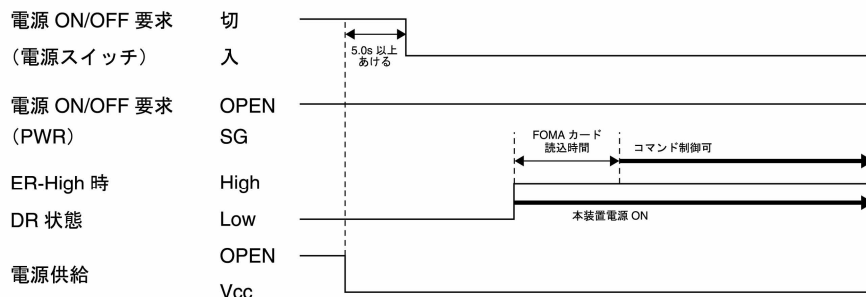 電源 ON/OFF 要求 切
5.0s 以上
あける
（電源スイッチ） 入
電源 ON/OFF 要求 OPEN
（PWR） SG
FOMA カード
読込時間
コマンド制御可
ER-High 時 High
本装置電源 ON
DR 状態 Low
OPEN
電源供給
Vcc